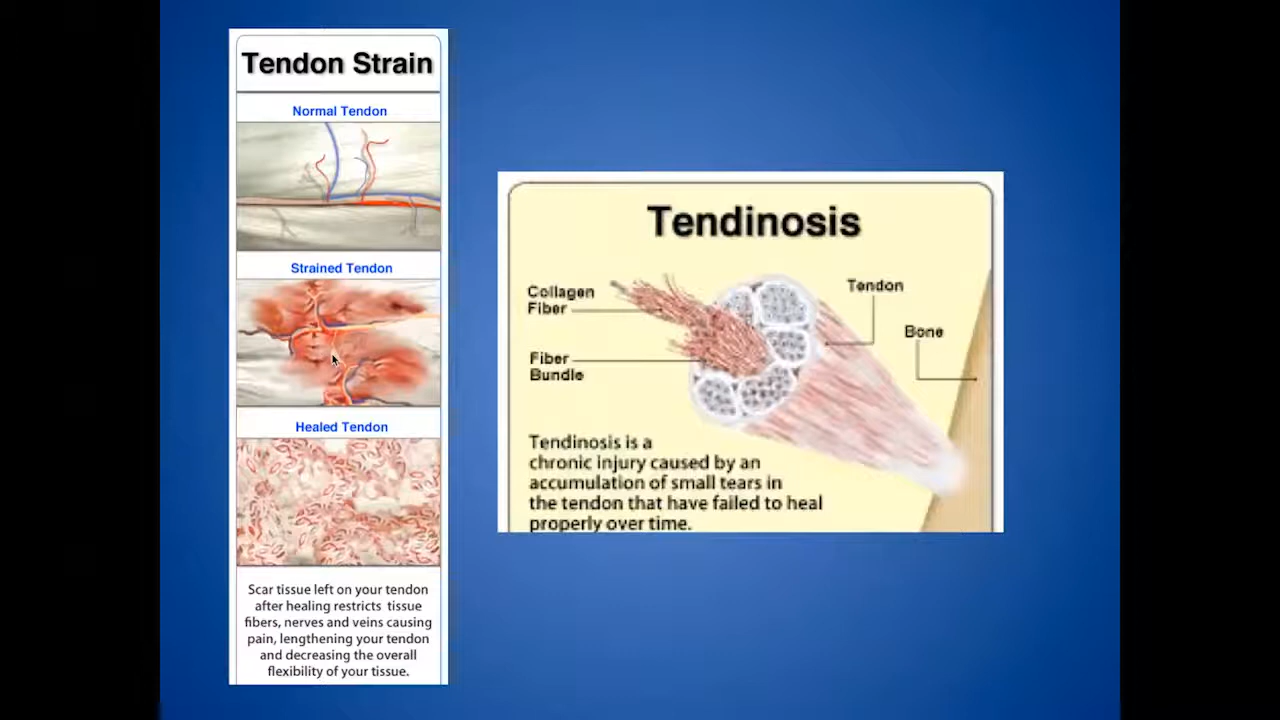 Tendon Strain
Normal Tendon
Strained Tendon
Healed Tendon
Scar tissue left on your tendon
after healing restricts tissue
fibers, nerves and veins causing
pain, lengthening your tendon
and decreasing the overall
flexibility of your tissue.
Tendinosis
Collagen
Fiber
Fiber
Bundle
Tendon
Bone
Tendinosis is a
chronic injury caused by an
accumulation of small tears in
the tendon that have failed to heal
properly over time.